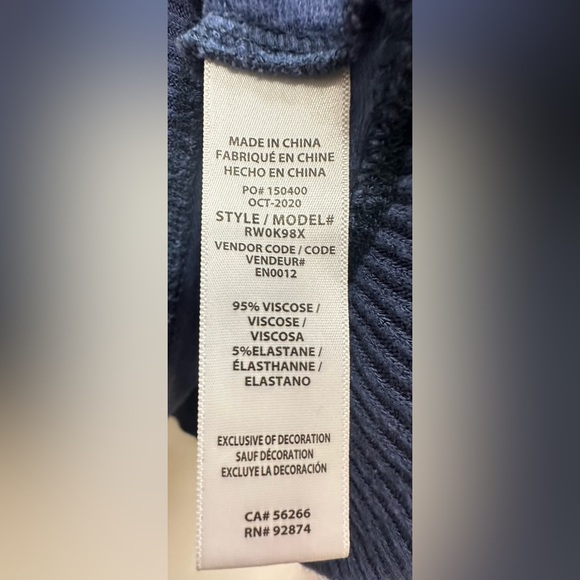 MADE IN CHINA
FABRIQUÉ EN CHINE
HECHO EN CHINA
PO# 150400
OCT-2020
STYLE / MODEL#
RW0K98X
VENDOR CODE / CODE
VENDEUR#
EN0012
95% VISCOSE /
VISCOSE /
VISCOSA
5%ELASTANE /
ÉLASTHANNE /
ELASTANO
EXCLUSIVE OF DECORATION
SAUF DÉCORATION
EXCLUYE LA DECORACIÓN
CA# 56266
RN# 92874